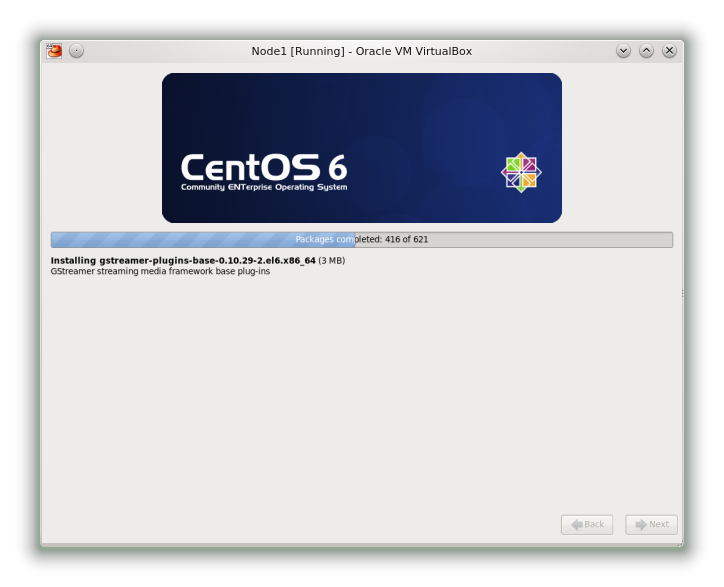 Node1 [Running] - Oracle VM VirtualBox
CentOS 6
Community ENTerprise Operating System
Packages completed: 416 of 621
Installing gstreamer-plugins-base-0.10.29-2.el6.x86_64 (3 MB)
GStreamer streaming media framework base plug-ins
Back Next